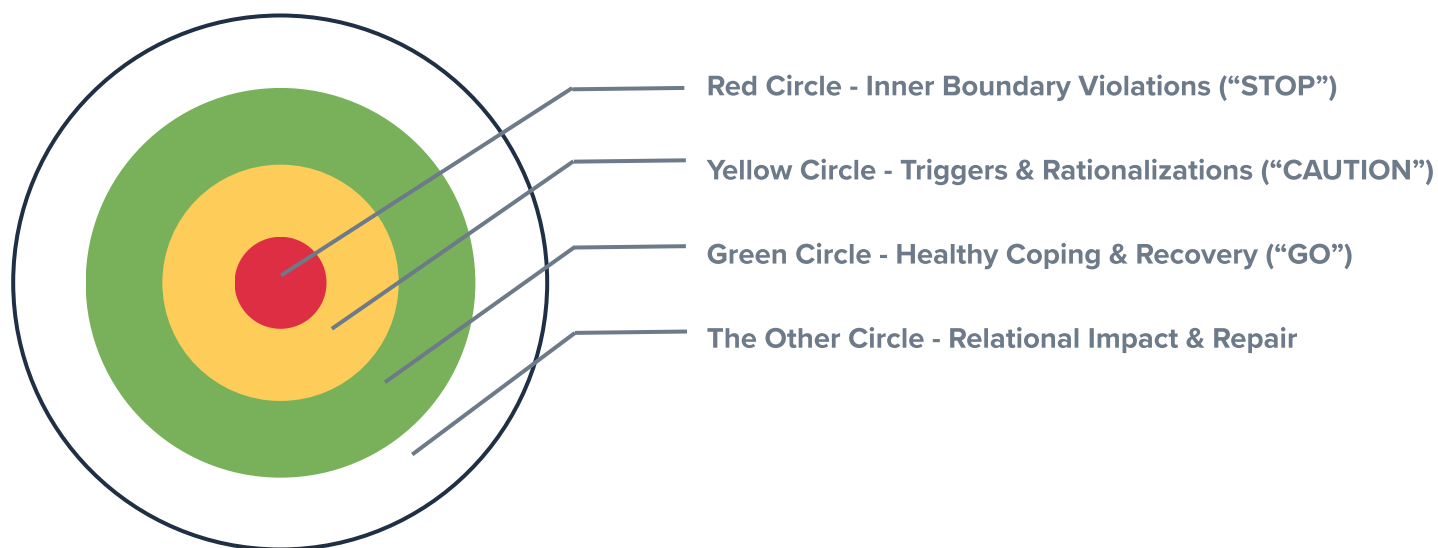 Red Circle - Inner Boundary Violations (“STOP”)
Yellow Circle - Triggers & Rationalizations (“CAUTION”)
Green Circle - Healthy Coping & Recovery (“GO”)
The Other Circle - Relational Impact & Repair